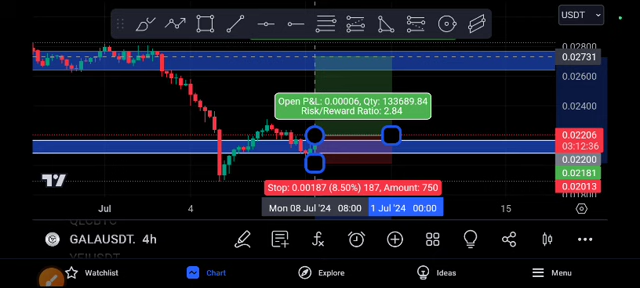 USDT
0.02800
0.02731
0.02600
0.02400
Open P&L: 0.00006, Qty: 133689.84
Risk/Reward Ratio: 2.84
0.02206
03:12:36
0.02200
0.02181
0.02013
Stop: 0.00187 (8.50%) 187, Amount: 750
Jul
4
Mon 08 Jul '24 08:00
1 Jul '24 00:00
15
GALAUSDT. 4h
Watchlist
Chart
Explore
Ideas
Menu